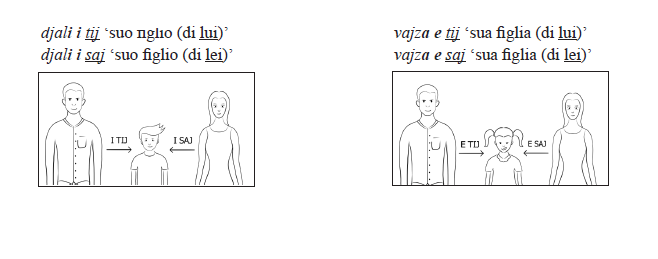 djali i tij ‘suo figlio (di lui)’
djali i saj ‘suo figlio (di lei)’
I TIJ
I SAJ
vajza e tij ‘sua figlia (di lui)’
vajza e saj ‘sua figlia (di lei)’
E TIJ
E SAJ